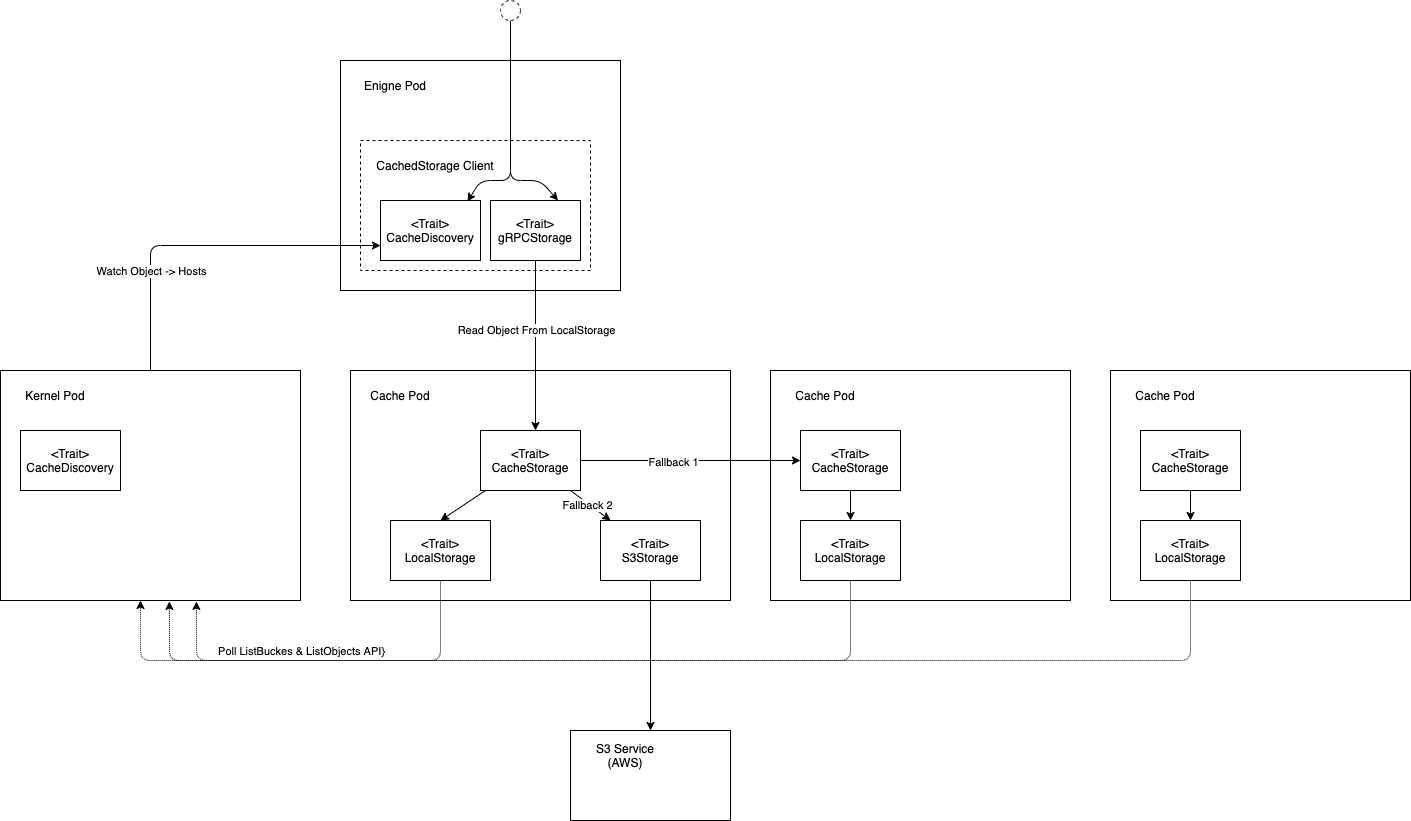 Enigne Pod
CachedStorage Client
<Trait>
CacheDiscovery
<Trait>
gRPCStorage
Watch Object -> Hosts
Read Object From LocalStorage
Kernel Pod
<Trait>
CacheDiscovery
Cache Pod
<Trait>
CacheStorage
Fallback 1
Fallback 2
<Trait>
LocalStorage
<Trait>
S3Storage
Cache Pod
<Trait>
CacheStorage
<Trait>
LocalStorage
Cache Pod
<Trait>
CacheStorage
<Trait>
LocalStorage
Poll ListBuckes & ListObjects API}
S3 Service
(AWS)